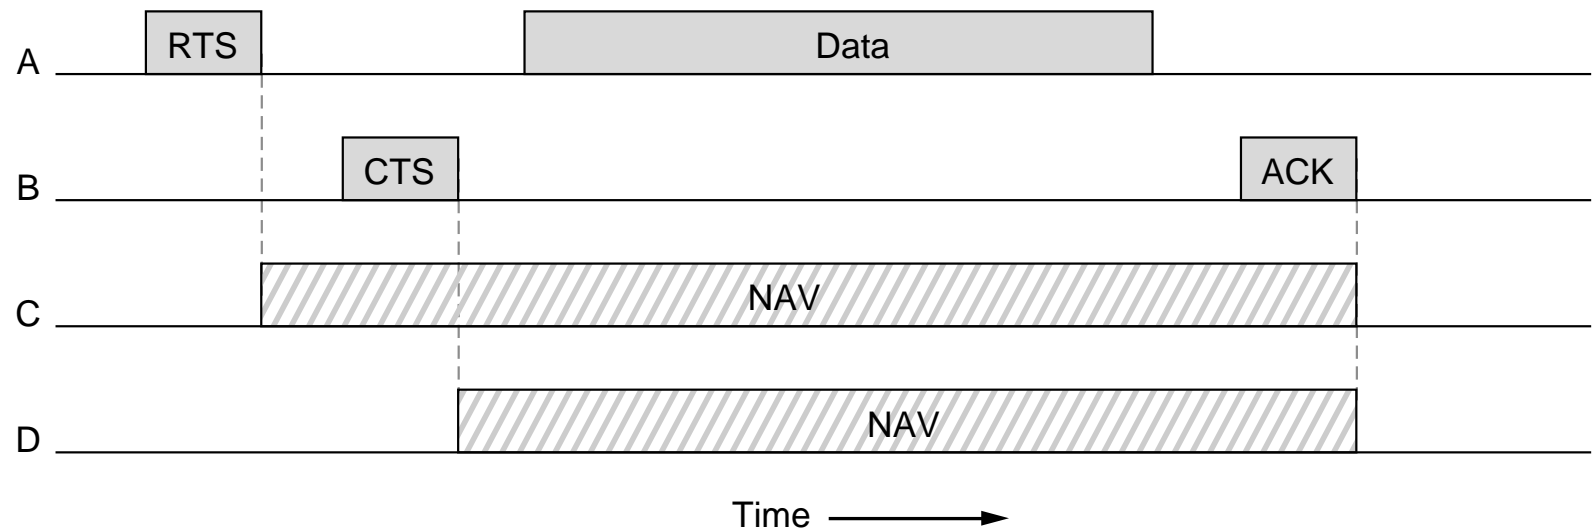 A RTS Data
B CTS ACK
C NAV
D NAV
Time